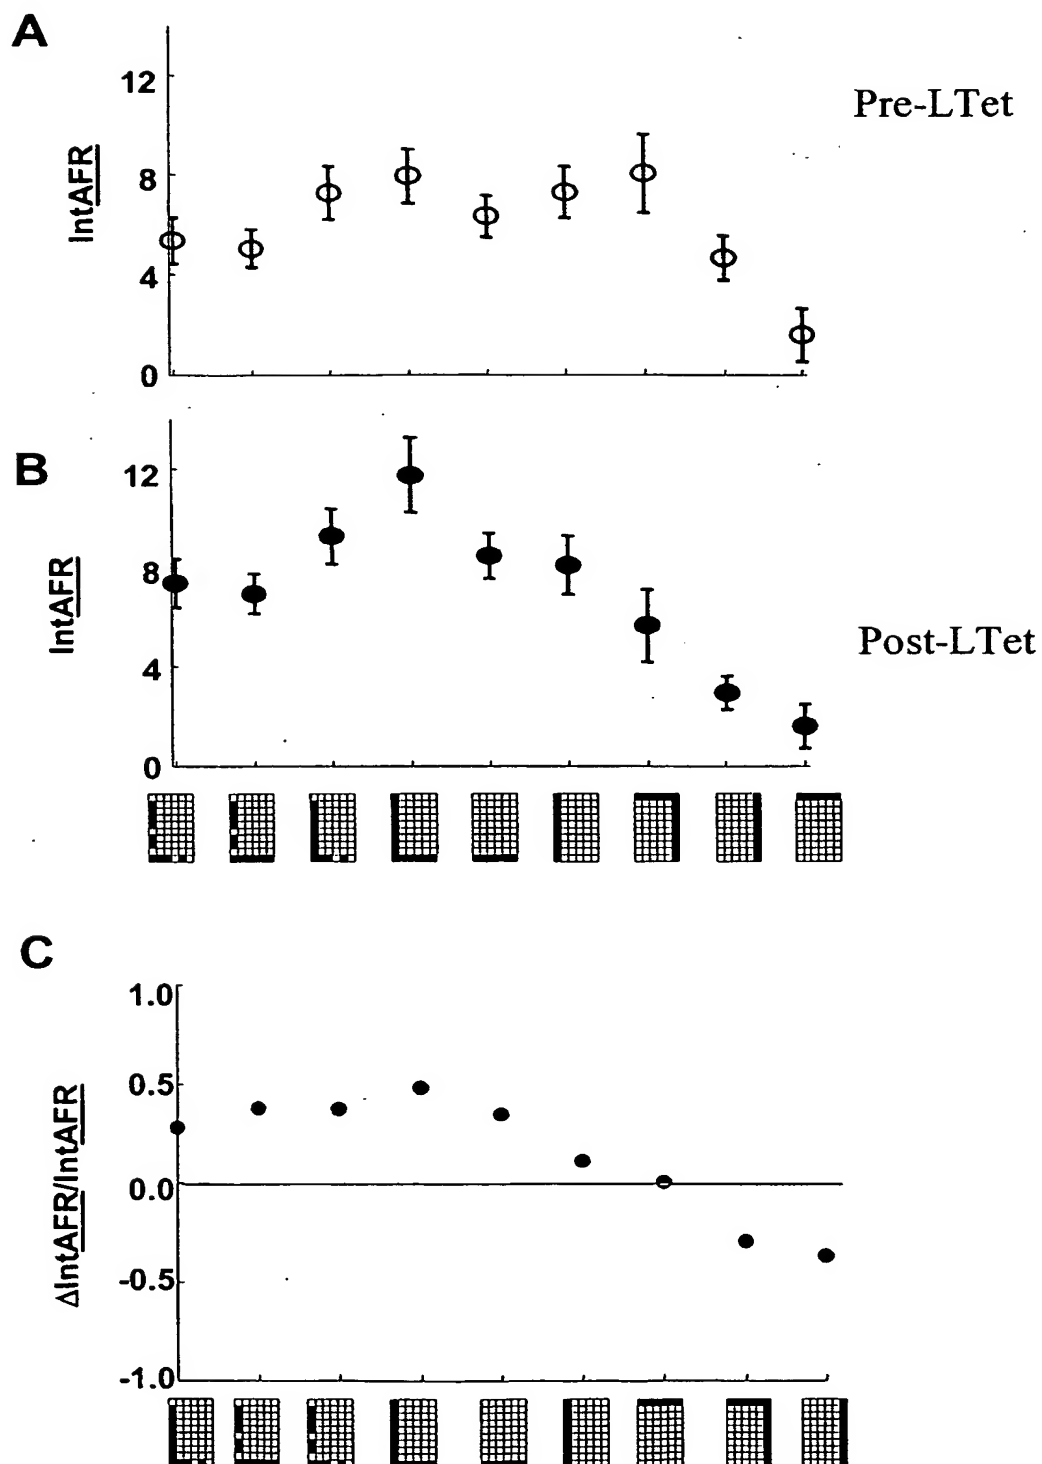 A
12
8
4
0
IntAFR
Pre-LTet
B
12
8
4
0
IntAFR
Post-LTet
C
1.0
0.5
0.0
-0.5
-1.0
ΔIntAFR/IntAFR